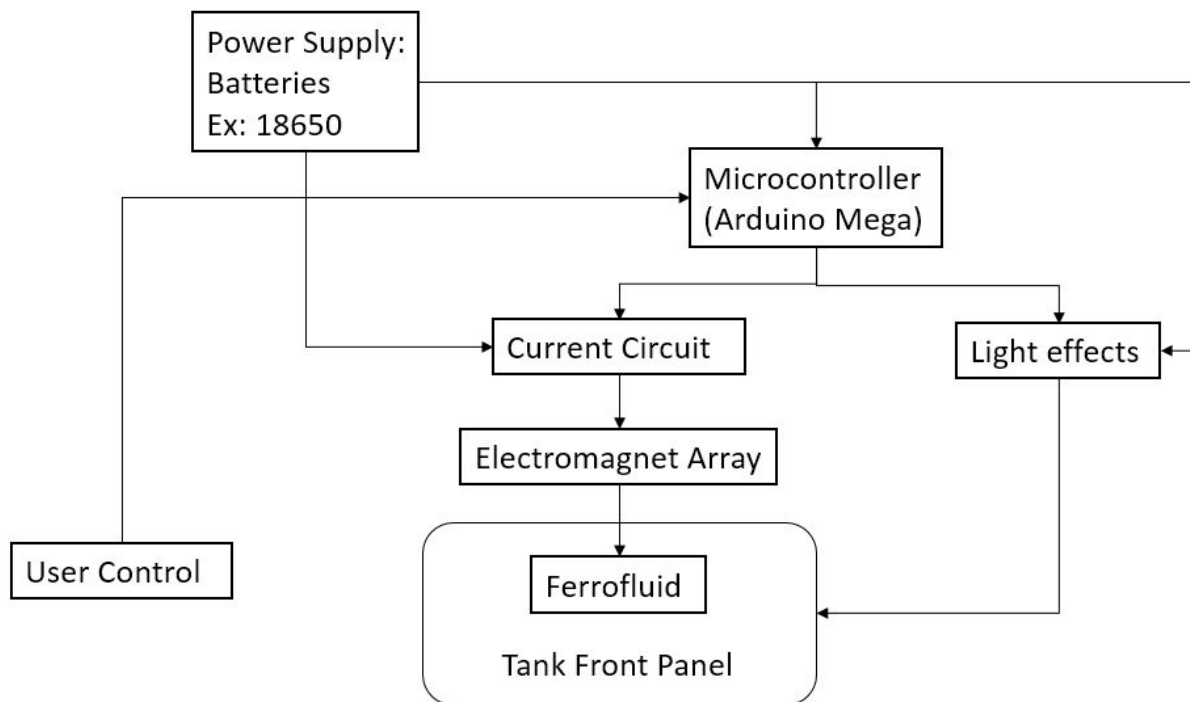 Power Supply:
Batteries
Ex: 18650
Microcontroller
(Arduino Mega)
Current Circuit
Light effects
Electromagnet Array
User Control
Ferrofluid
Tank Front Panel